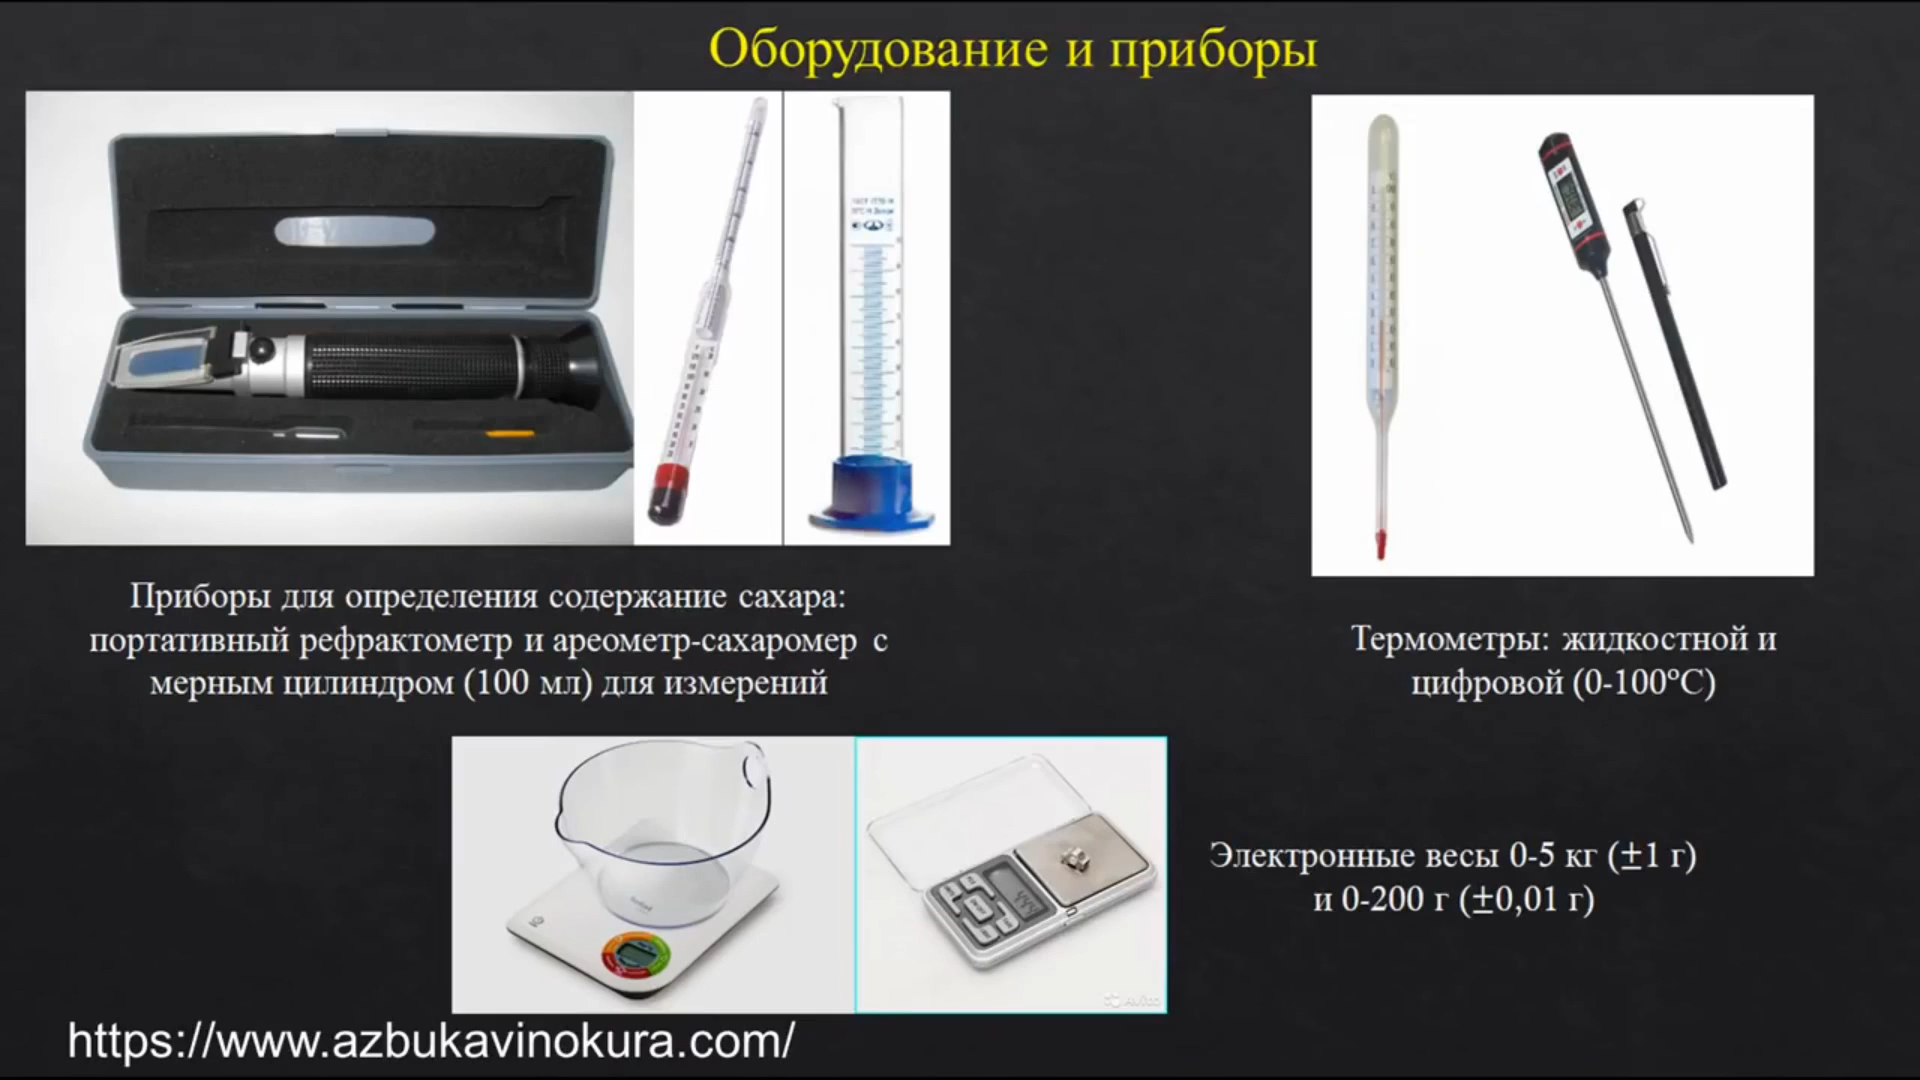 Оборудование и приборы
Приборы для определения содержание сахара:
портативный рефрактометр и ареометр-сахаромер с
мерным цилиндром (100 мл) для измерений
Термометры: жидкостной и
цифровой (0-100°C)
Электронные весы 0-5 кг (±1 г)
и 0-200 г (±0,01 г)
Avito
https://www.azbukavinokura.com/